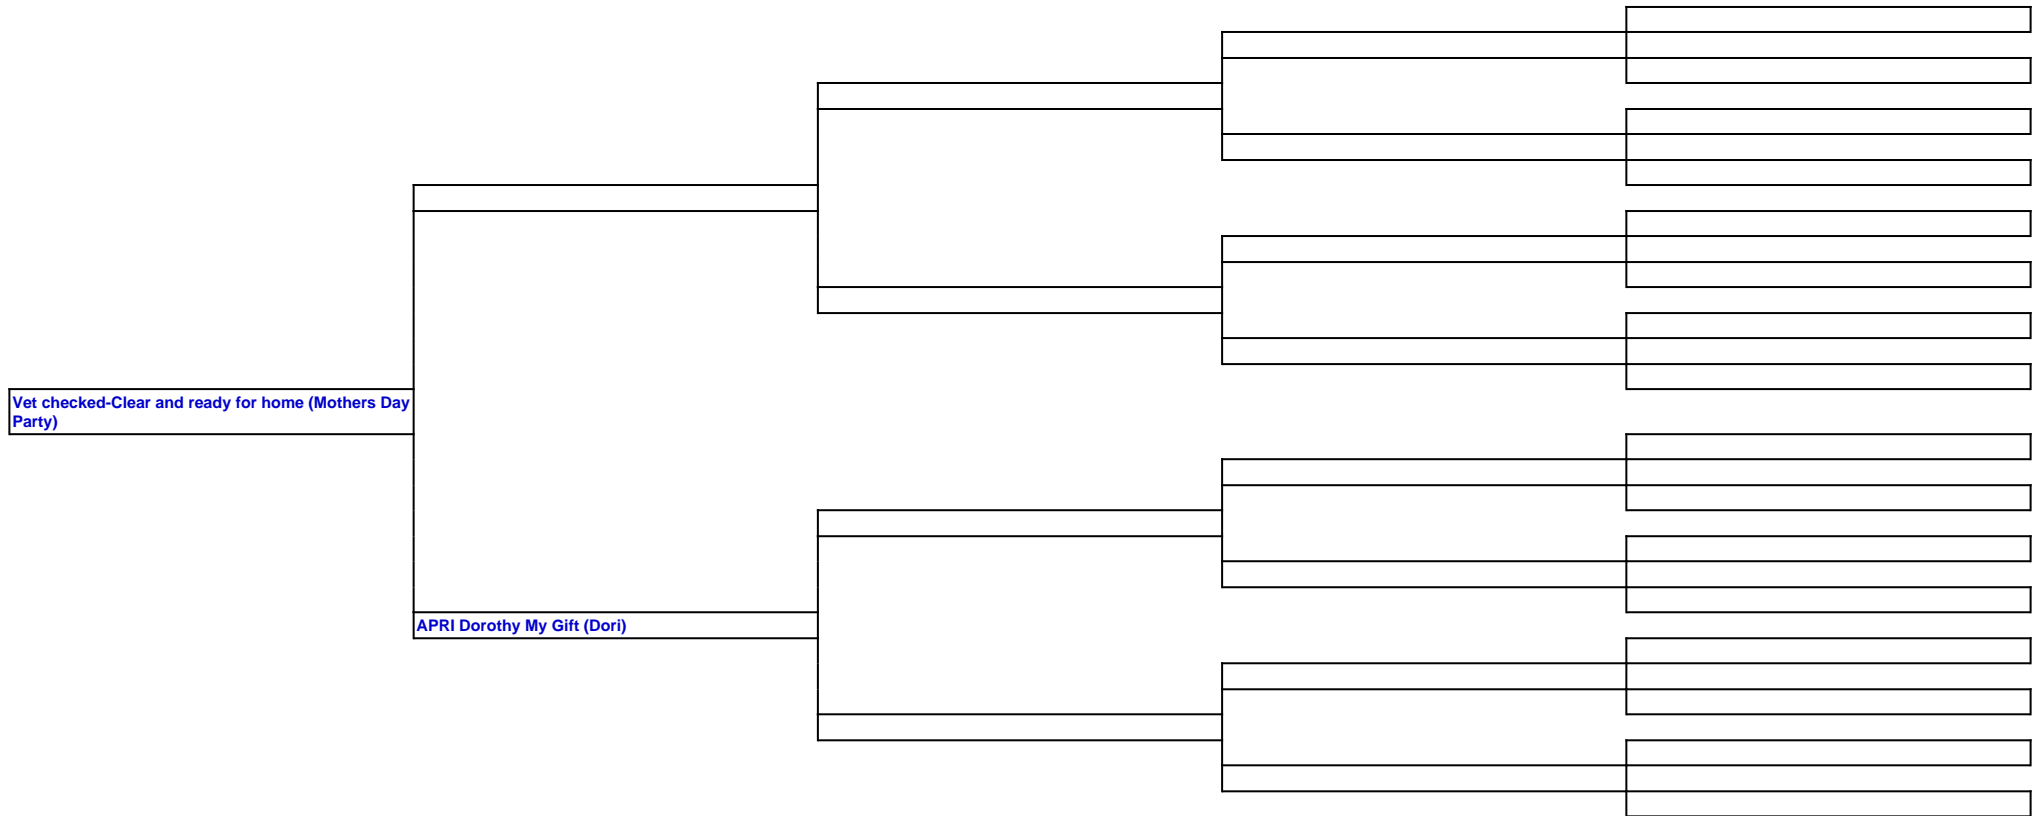 Vet checked-Clear and ready for home (Mothers Day
Party)
APRI Dorothy My Gift (Dori)